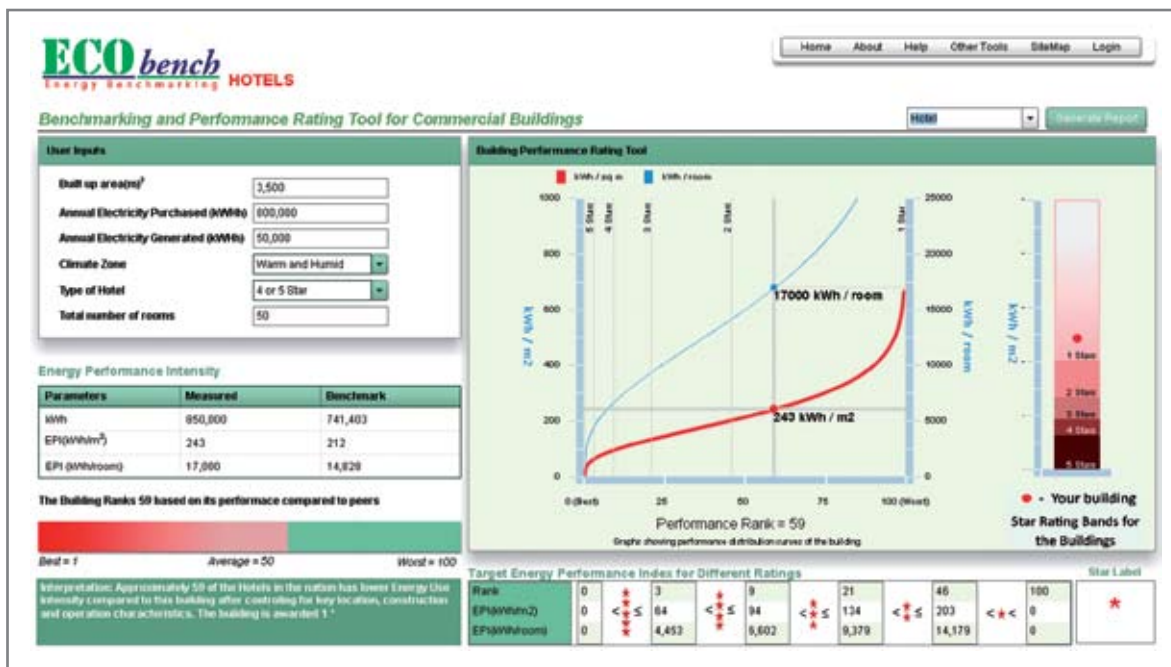 ECO bench
Energy Benchmarking HOTELS
Home About Help Other Tools SiteMap Login
Benchmarking and Performance Rating Tool for Commercial Buildings
Hotel
Generate Report
User Inputs
Built up area(m)²
3,500
Annual Electricity Purchased (kWHh)
800,000
Annual Electricity Generated (kWHh)
50,000
Climate Zone
Warm and Humid
Type of Hotel
4 or 5 Star
Total number of rooms
50
Energy Performance Intensity
Parameters Measured Benchmark
kWh 850,000 741,403
EPI(kWh/m²) 243 212
EPI (kWh/room) 17,000 14,828
The Building Ranks 59 based on its performace compared to peers
Best = 1 Average = 50 Worst = 100
Interpretation: Approximately 59 of the Hotels in the nation has lower Energy Use
Intensity compared to this building after controling for key location, construction
and operation characteristics. The building is awarded 1 *
Building Performance Rating Tool
kWh / sq m kWh / room
1000
800
600
400
200
0
kWh / m2
5 Stars
4 Stars
3 Stars
2 Stars
1 Star
17000 kWh / room
243 kWh / m2
25000
20000
15000
10000
5000
0
kWh / room
0 (Best) 25 50 75 100 (Worst)
Performance Rank = 59
Graphs showing performance distribution curves of the building
kWh / m2
1 Stars
2 Stars
3 Stars
4 Stars
5 Stars
- Your building
Star Rating Bands for
the Buildings
Target Energy Performance Index for Different Ratings
Star Label
Rank 0 3 9 21 46 100
EPI(kWh/m2) 0 < ≤ 64 < ≤ 94 < ≤ 134 < ≤ 203 < < 0
EPI(kWh/room) 0 4,453 6,602 9,379 14,179 0
*